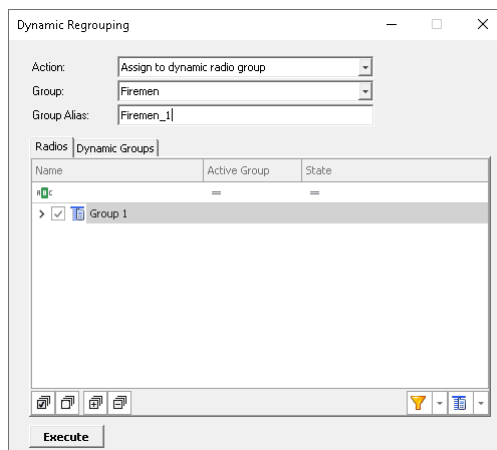 Dynamic Regrouping
Action: Assign to dynamic radio group
Group: Firemen
Group Alias: Firemen_1
Radios Dynamic Groups
Name Active Group State
= =
Group 1
Execute